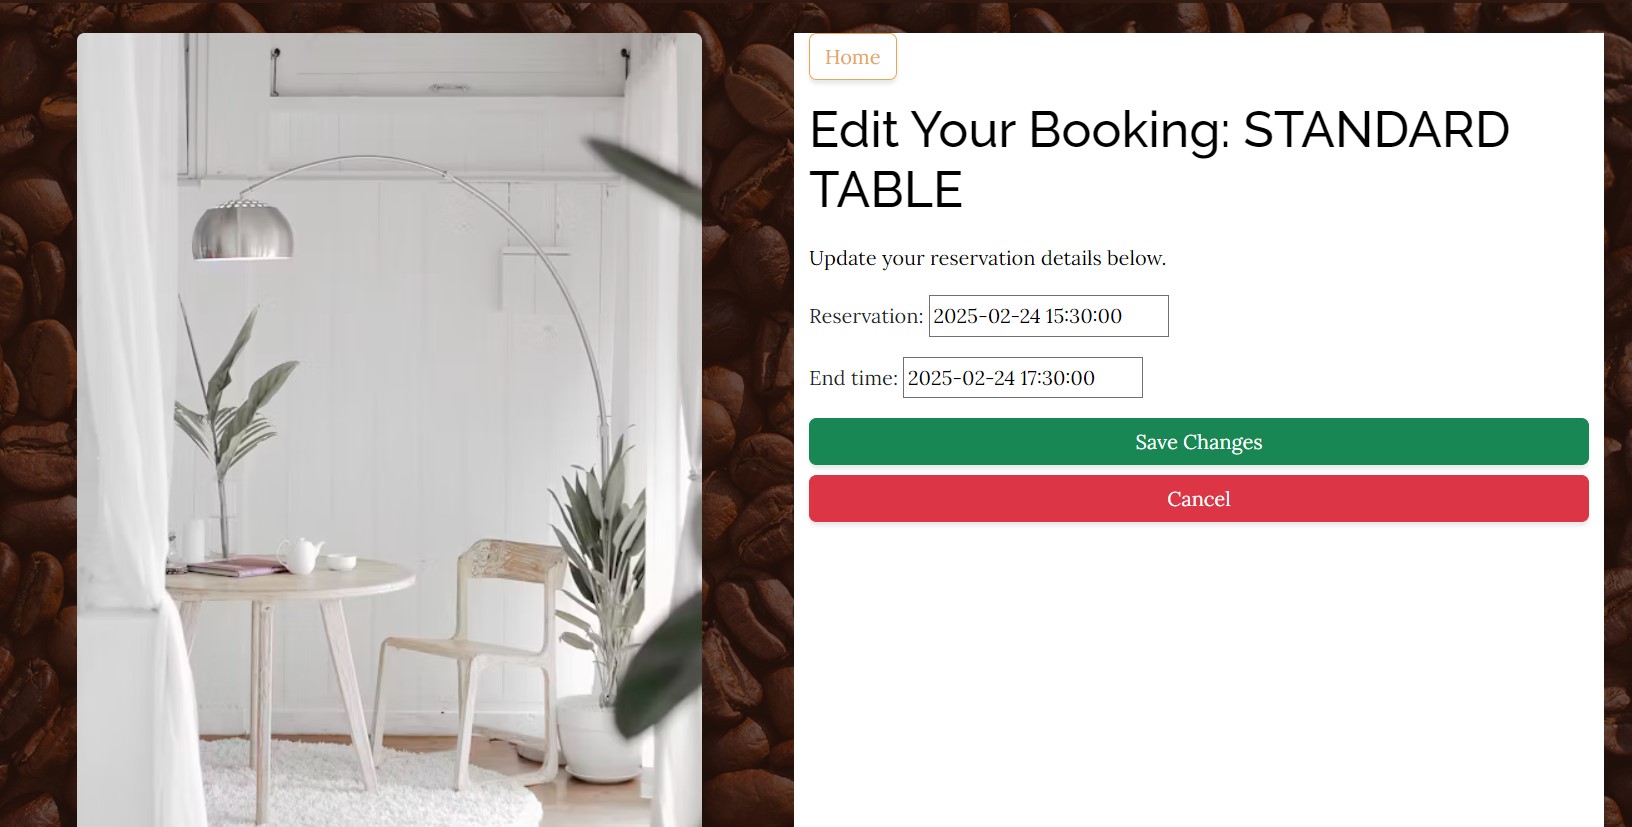 Home
Edit Your Booking: STANDARD
TABLE
Update your reservation details below.
Reservation: 2025-02-24 15:30:00
End time: 2025-02-24 17:30:00
Save Changes
Cancel